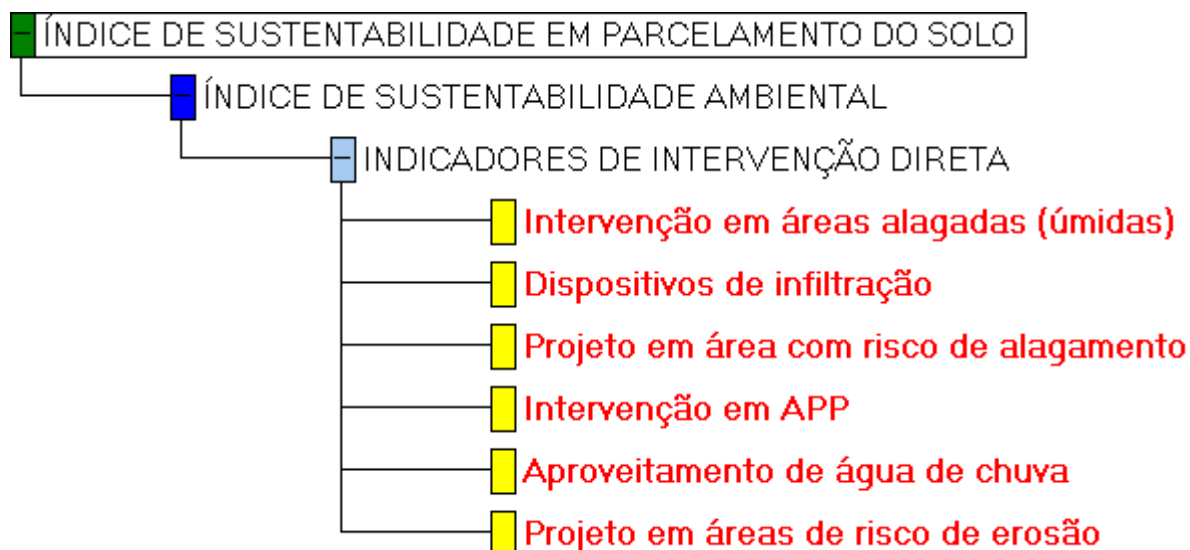 ÍNDICE DE SUSTENTABILIDADE EM PARCELAMENTO DO SOLO
ÍNDICE DE SUSTENTABILIDADE AMBIENTAL
INDICADORES DE INTERVENÇÃO DIRETA
Intervenção em áreas alagadas (úmidas)
Dispositivos de infiltração
Projeto em área com risco de alagamento
Intervenção em APP
Aproveitamento de água de chuva
Projeto em áreas de risco de erosão